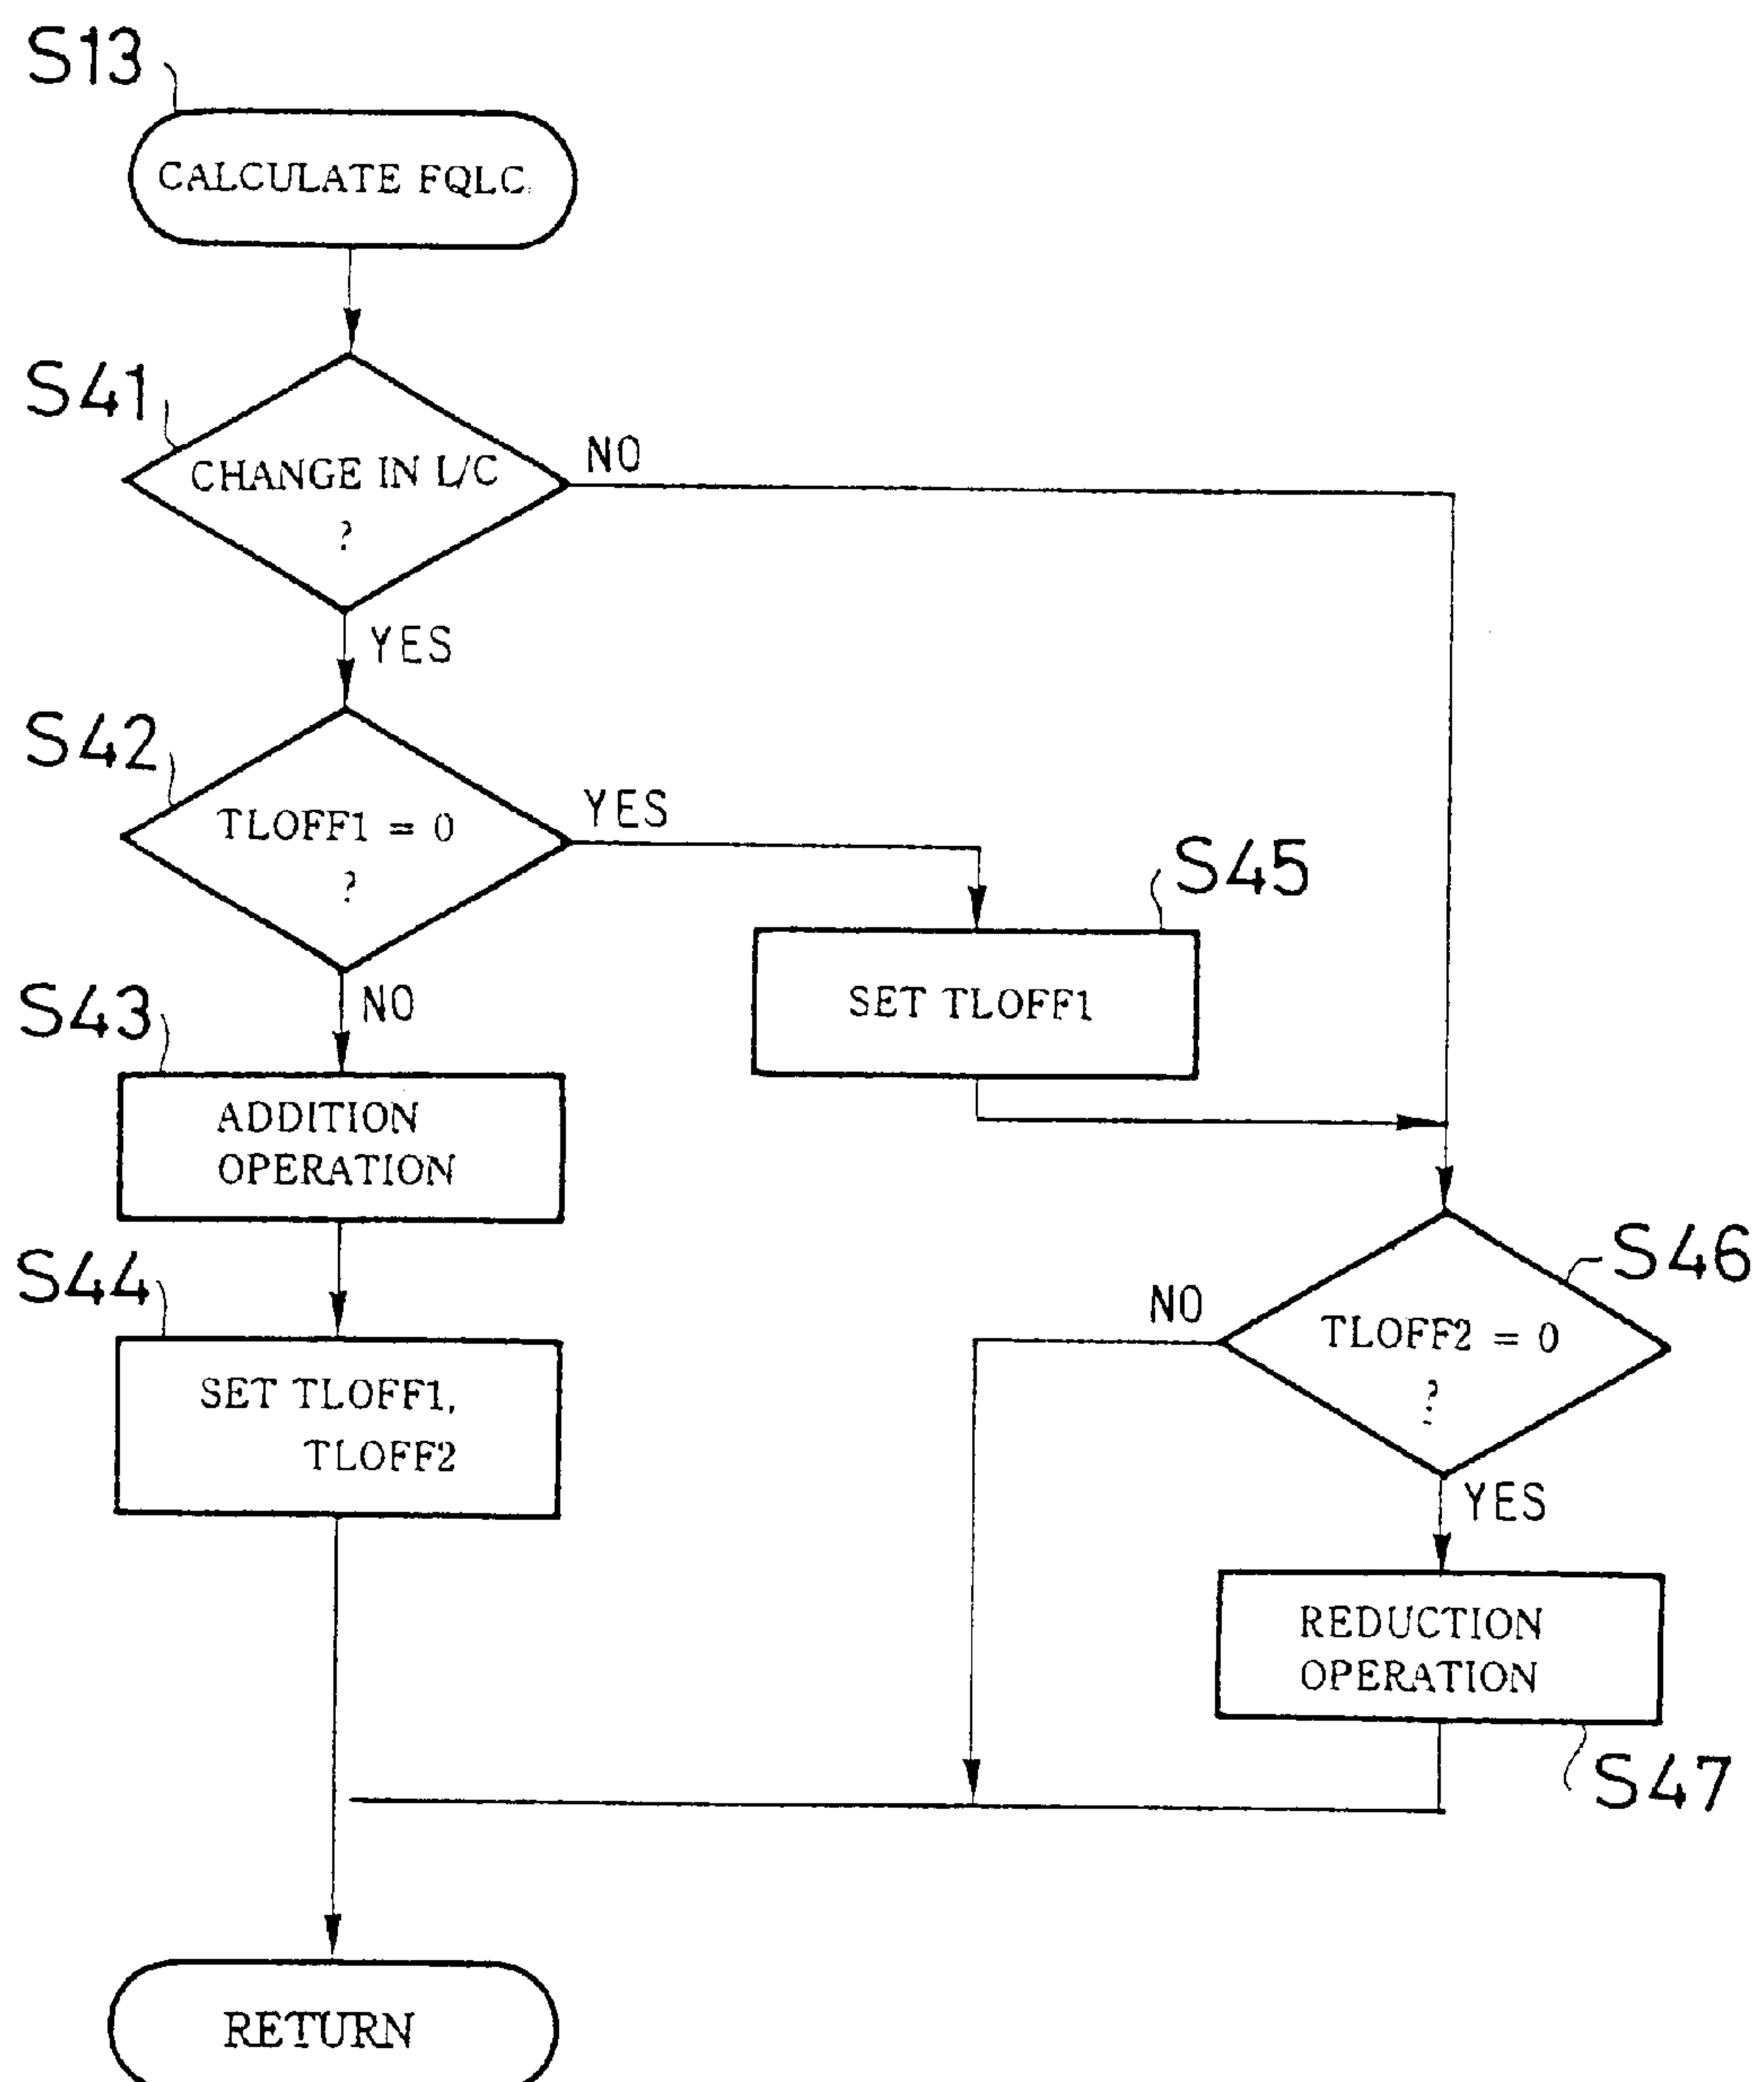 S13
CALCULATE FQLC
S41
CHANGE IN L/C
?
NO
YES
S42
TLOFF1 = 0
?
YES
NO
S45
SET TLOFF1
S43
ADDITION
OPERATION
S44
SET TLOFF1,
TLOFF2
S46
TLOFF2 = 0
?
NO
YES
REDUCTION
OPERATION
S47
RETURN